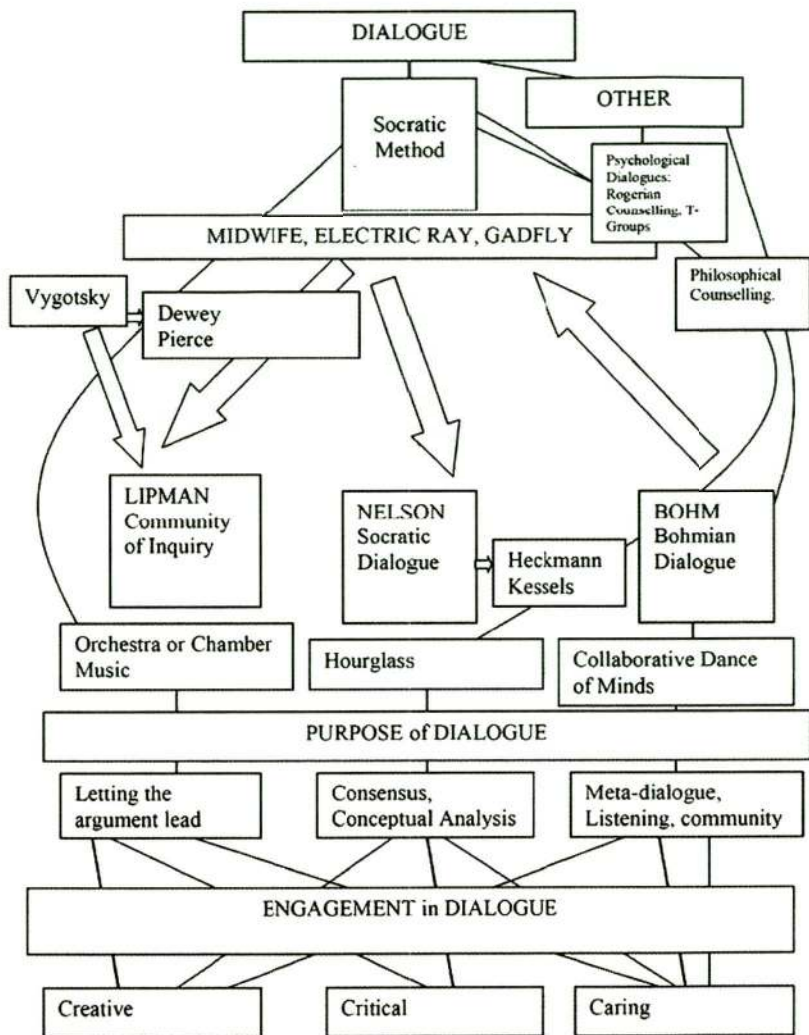 DIALOGUE
OTHER
Socratic
Method
Psychological
Dialogues:
Rogerian
Counselling, T-
Groups
MIDWIFE, ELECTRIC RAY, GADFLY
Philosophical
Counselling.
Vygotsky
Dewey
Pierce
LIPMAN
Community
of Inquiry
NELSON
Socratic
Dialogue
Heckmann
Kessels
BOHM
Bohmian
Dialogue
Orchestra or Chamber
Music
Hourglass
Collaborative Dance
of Minds
PURPOSE of DIALOGUE
Letting the
argument lead
Consensus,
Conceptual Analysis
Meta-dialogue,
Listening, community
ENGAGEMENT in DIALOGUE
Creative
Critical
Caring